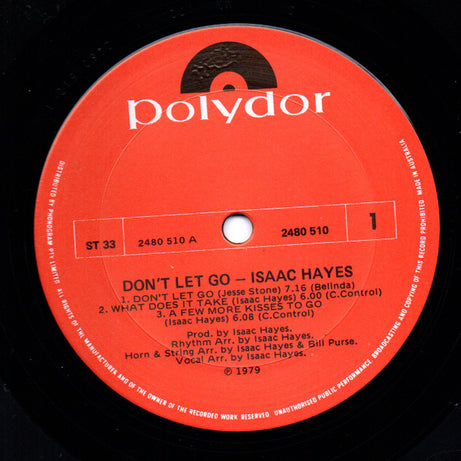 polydor
ST 33
2480 510 A
2480 510
1
DON'T LET GO – ISAAC HAYES
1. DON'T LET GO (Jesse Stone) 7.16 (Belinda)
2. WHAT DOES IT TAKE (Isaac Hayes) 6.00 (C.Control)
3. A FEW MORE KISSES TO GO
(Isaac Hayes) 6.08 (C.Control)
Prod. by Isaac Hayes.
Rhythm Arr. by Isaac Hayes.
Horn & String Arr. by Isaac Hayes & Bill Purse.
Vocal Arr. by Isaac Hayes.
℗ 1979
DISTRIBUTED BY PHONOGRAM PTY LIMITED. ALL RIGHTS OF THE MANUFACTURER AND OF THE OWNER OF THE RECORDED WORK RESERVED. UNAUTHORISED PUBLIC PERFORMANCE, BROADCASTING AND COPYING OF THIS RECORD PROHIBITED. MADE IN AUSTRALIA